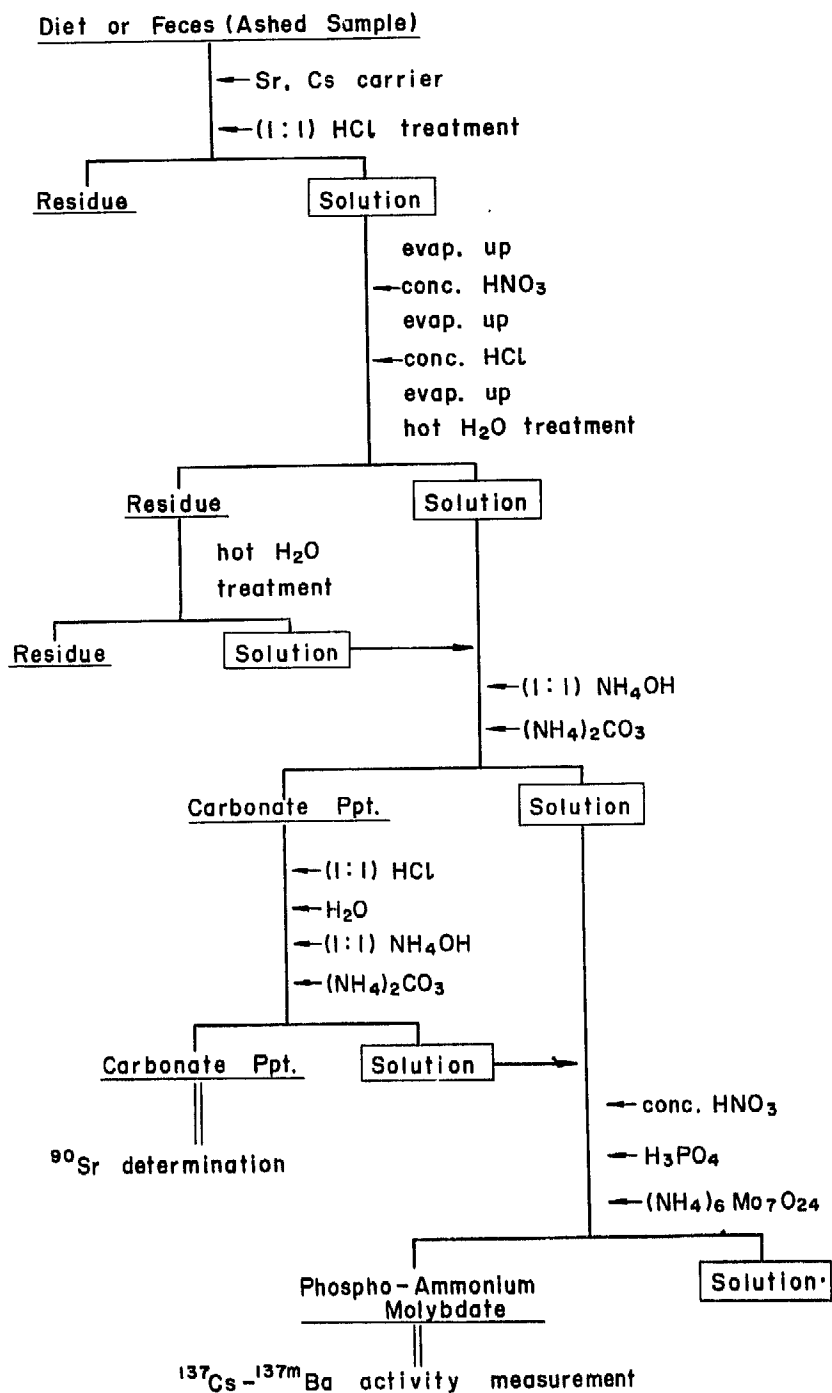 Diet or Feces (Ashed Sample)
Sr, Cs carrier
(1:1) HCl treatment
Residue
Solution
evap. up
conc. HNO₃
evap. up
conc. HCl
evap. up
hot H₂O treatment
Residue
Solution
hot H₂O
treatment
Residue
Solution
(1:1) NH₄OH
(NH₄)₂CO₃
Carbonate Ppt.
Solution
(1:1) HCl
H₂O
(1:1) NH₄OH
(NH₄)₂CO₃
Carbonate Ppt.
Solution
conc. HNO₃
⁹⁰Sr determination
H₃PO₄
(NH₄)₆Mo₇O₂₄
Phospho-Ammonium
Molybdate
Solution
¹³⁷Cs-¹³⁷ᵐBa activity measurement